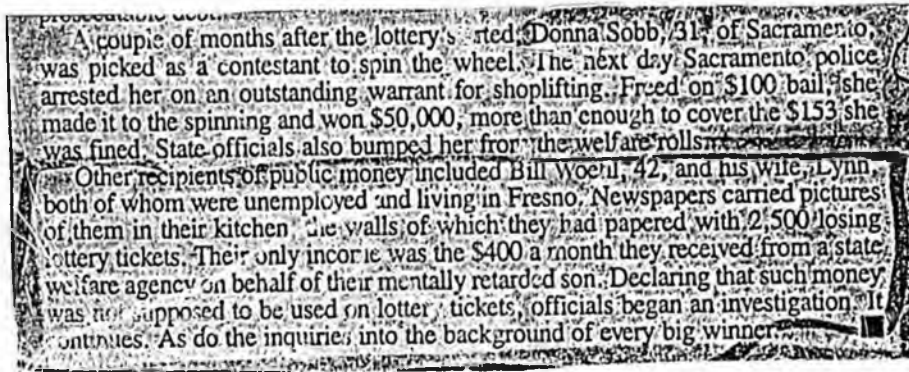 A couple of months after the lottery s rted, Donna Sobb, 31, of Sacramento,
was picked as a contestant to spin the wheel. The next day Sacramento police
arrested her on an outstanding warrant for shoplifting. Freed on $100 bail, she
made it to the spinning and won $50,000, more than enough to cover the $153 she
was fined. State officials also bumped her from the welfare rolls.
Other recipients of public money included Bill 42, and his wife, Lynn,
both of whom were unemployed and living in Fresno. Newspapers carried pictures
of them in their kitchen the walls of which they had papered with 2,500 losing
lottery tickets. Their only income was the $400 a month they received from a state
welfare agency on behalf of their mentally retarded son. Declaring that such money
was not supposed to be used on lottery tickets, officials began an investigation. It
continues. As do the inquiries into the background of every big winner.